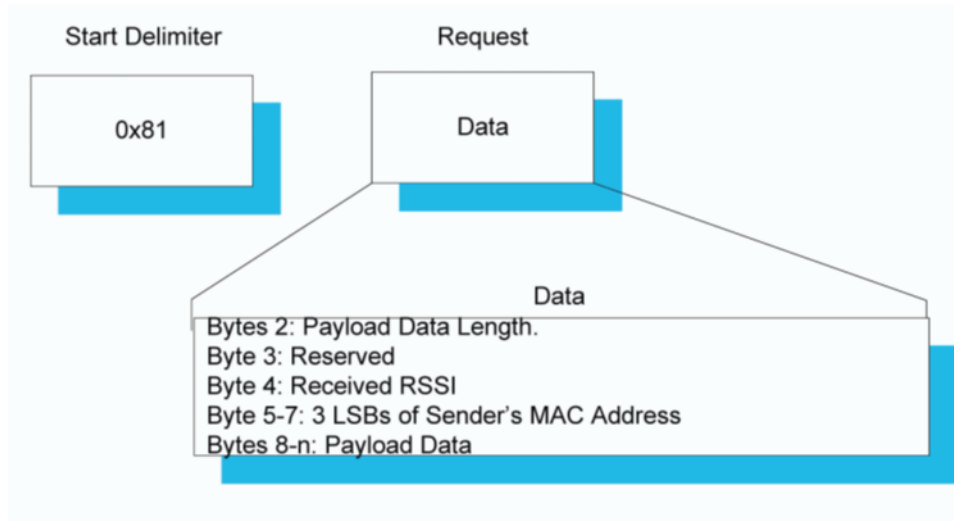 Start Delimiter
Request
0x81
Data
Data
Bytes 2: Payload Data Length.
Byte 3: Reserved
Byte 4: Received RSSI
Byte 5-7: 3 LSBs of Sender's MAC Address
Bytes 8-n: Payload Data